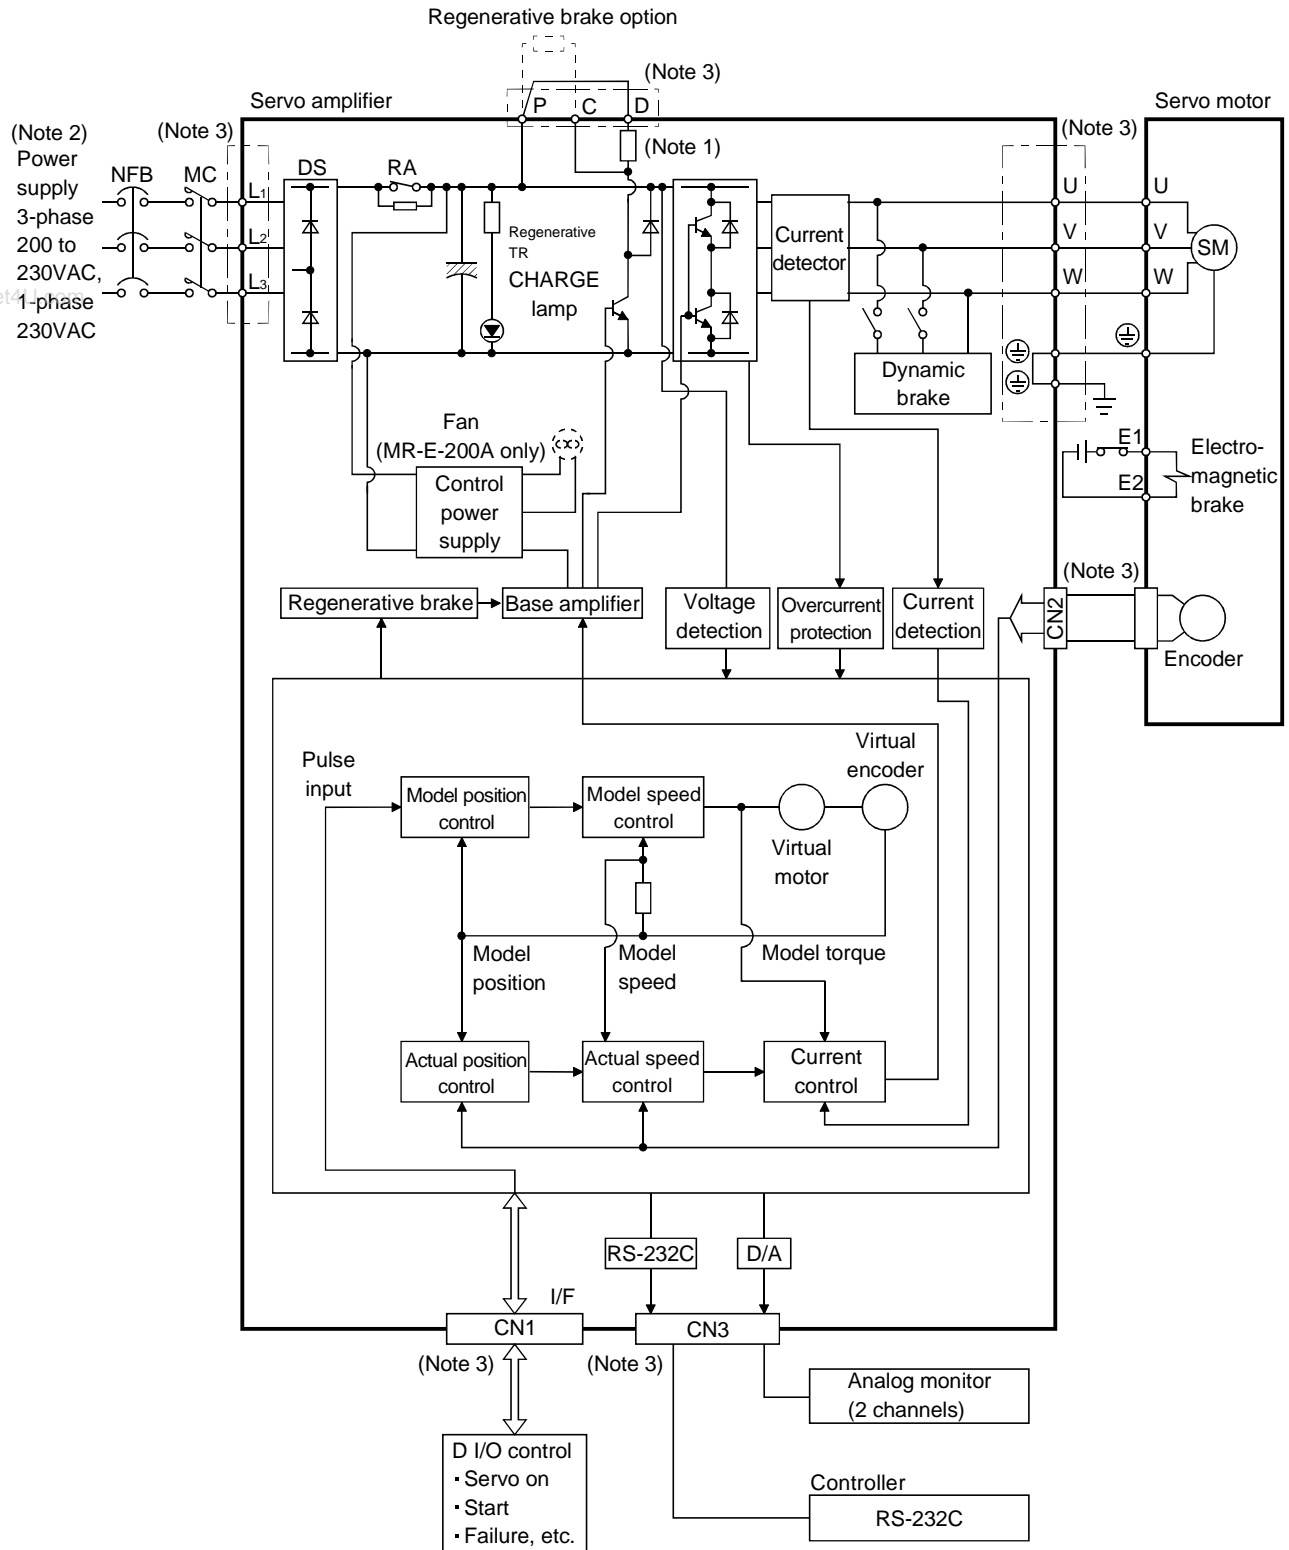 Regenerative brake option
(Note 3)
Servo amplifier
P
C
D
Servo motor
(Note 2)
Power
supply
3-phase
200 to
230VAC,
1-phase
230VAC
(Note 3)
(Note 1)
(Note 3)
NFB
MC
DS
RA
L1
L2
L3
Regenerative
TR
CHARGE
lamp
Current
detector
U
V
W
U
V
W
SM
Dynamic
brake
Fan
(MR-E-200A only)
Control
power
supply
E1
E2
Electro-
magnetic
brake
Regenerative brake
Base amplifier
Voltage
detection
Overcurrent
protection
Current
detection
(Note 3)
CN2
Encoder
Pulse
input
Model position
control
Model speed
control
Virtual
encoder
Virtual
motor
Model
position
Model
speed
Model torque
Actual position
control
Actual speed
control
Current
control
RS-232C
D/A
I/F
CN1
CN3
(Note 3)
(Note 3)
Analog monitor
(2 channels)
D I/O control
・Servo on
・Start
・Failure, etc.
Controller
RS-232C